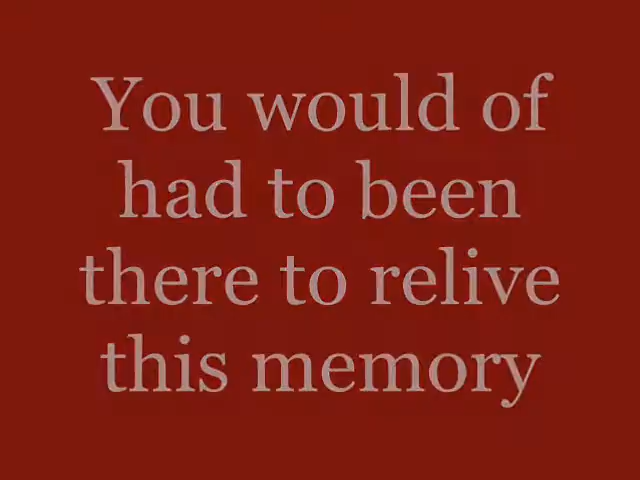 You would of
had to been
there to relive
this memory